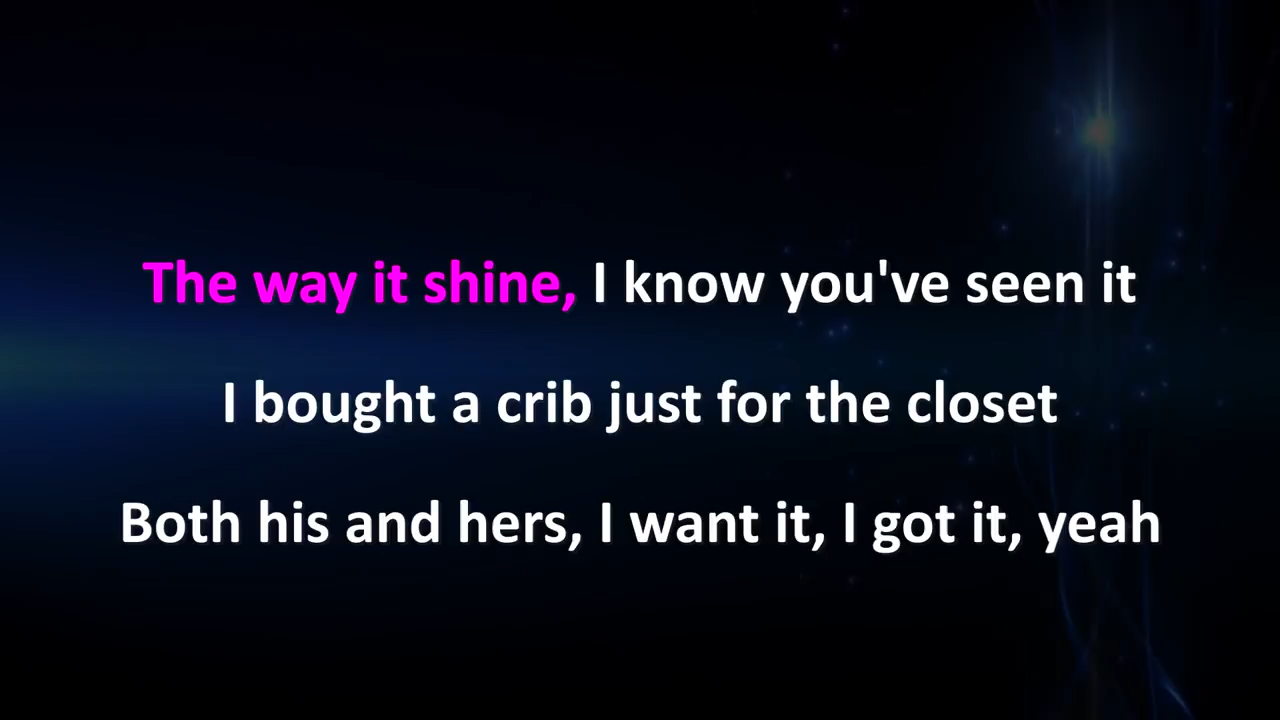 The way it shine, I know you've seen it
I bought a crib just for the closet
Both his and hers, I want it, I got it, yeah